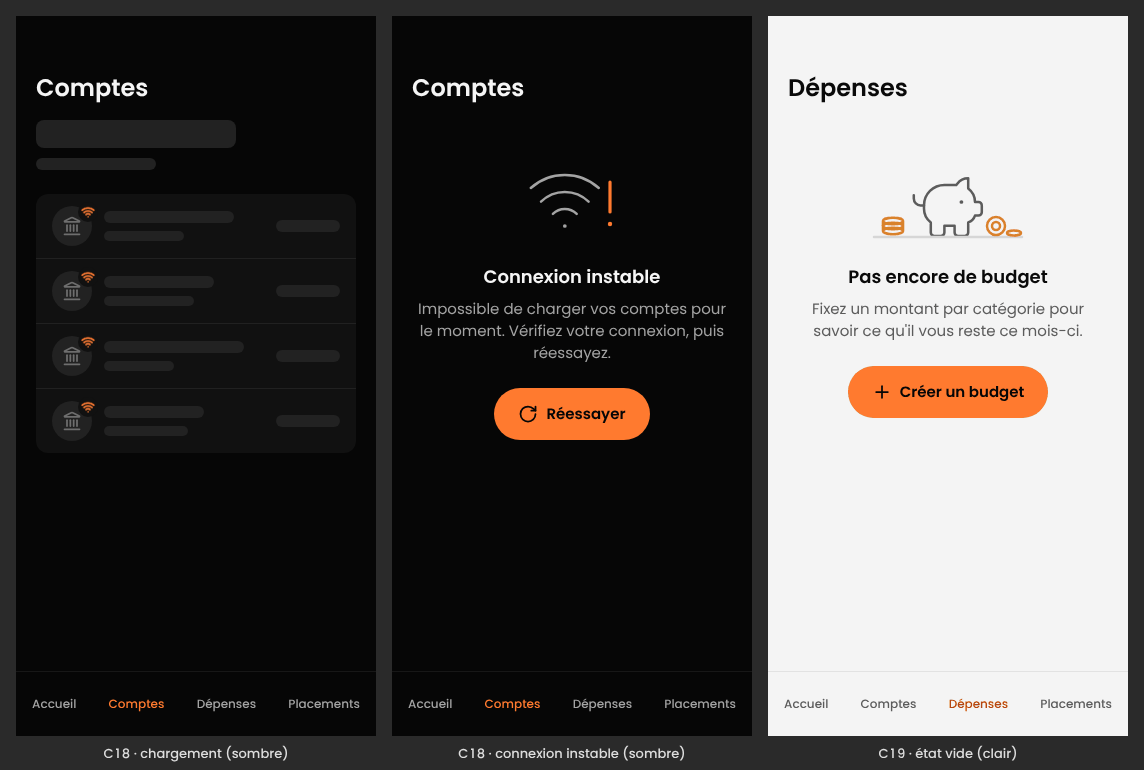 Comptes
Accueil Comptes Dépenses Placements
C18 · chargement (sombre)
Comptes
Connexion instable
Impossible de charger vos comptes pour
le moment. Vérifiez votre connexion, puis
réessayez.
Réessayer
Accueil Comptes Dépenses Placements
C18 · connexion instable (sombre)
Dépenses
Pas encore de budget
Fixez un montant par catégorie pour
savoir ce qu'il vous reste ce mois-ci.
Créer un budget
Accueil Comptes Dépenses Placements
C19 · état vide (clair)